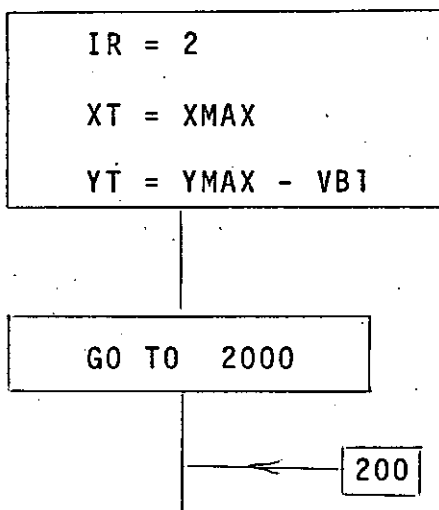 IR = 2
XT = XMAX
YT = YMAX - VB1
GO TO 2000
200